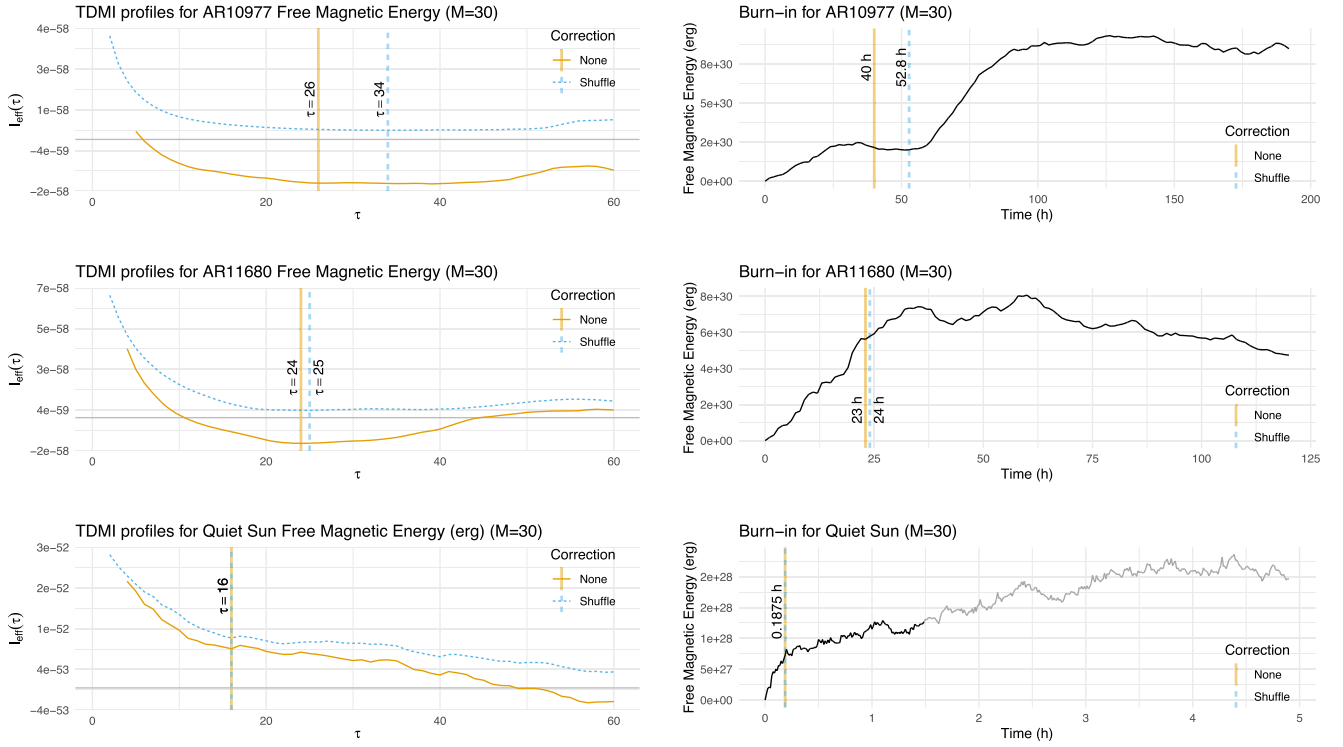 TDMI profiles for AR10977 Free Magnetic Energy (M=30)
4e−58
3e−58
1e−58
−4e−59
−2e−58
I_eff(τ)
0
20
40
60
τ
τ = 26
τ = 34
Correction
None
Shuffle
Burn−in for AR10977 (M=30)
8e+30
5e+30
2e+30
0e+00
Free Magnetic Energy (erg)
0
50
100
150
200
Time (h)
40 h
52.8 h
Correction
None
Shuffle
TDMI profiles for AR11680 Free Magnetic Energy (M=30)
7e−58
5e−58
3e−58
4e−59
−2e−58
I_eff(τ)
0
20
40
60
τ
τ = 24
τ = 25
Correction
None
Shuffle
Burn−in for AR11680 (M=30)
8e+30
6e+30
4e+30
2e+30
0e+00
Free Magnetic Energy (erg)
0
25
50
75
100
125
Time (h)
23 h
24 h
Correction
None
Shuffle
TDMI profiles for Quiet Sun Free Magnetic Energy (erg) (M=30)
3e−52
2e−52
1e−52
4e−53
−4e−53
I_eff(τ)
0
20
40
60
τ
τ = 16
Correction
None
Shuffle
Burn−in for Quiet Sun (M=30)
2e+28
2e+28
1e+28
5e+27
0e+00
Free Magnetic Energy (erg)
0
1
2
3
4
5
Time (h)
0.1875 h
Correction
None
Shuffle